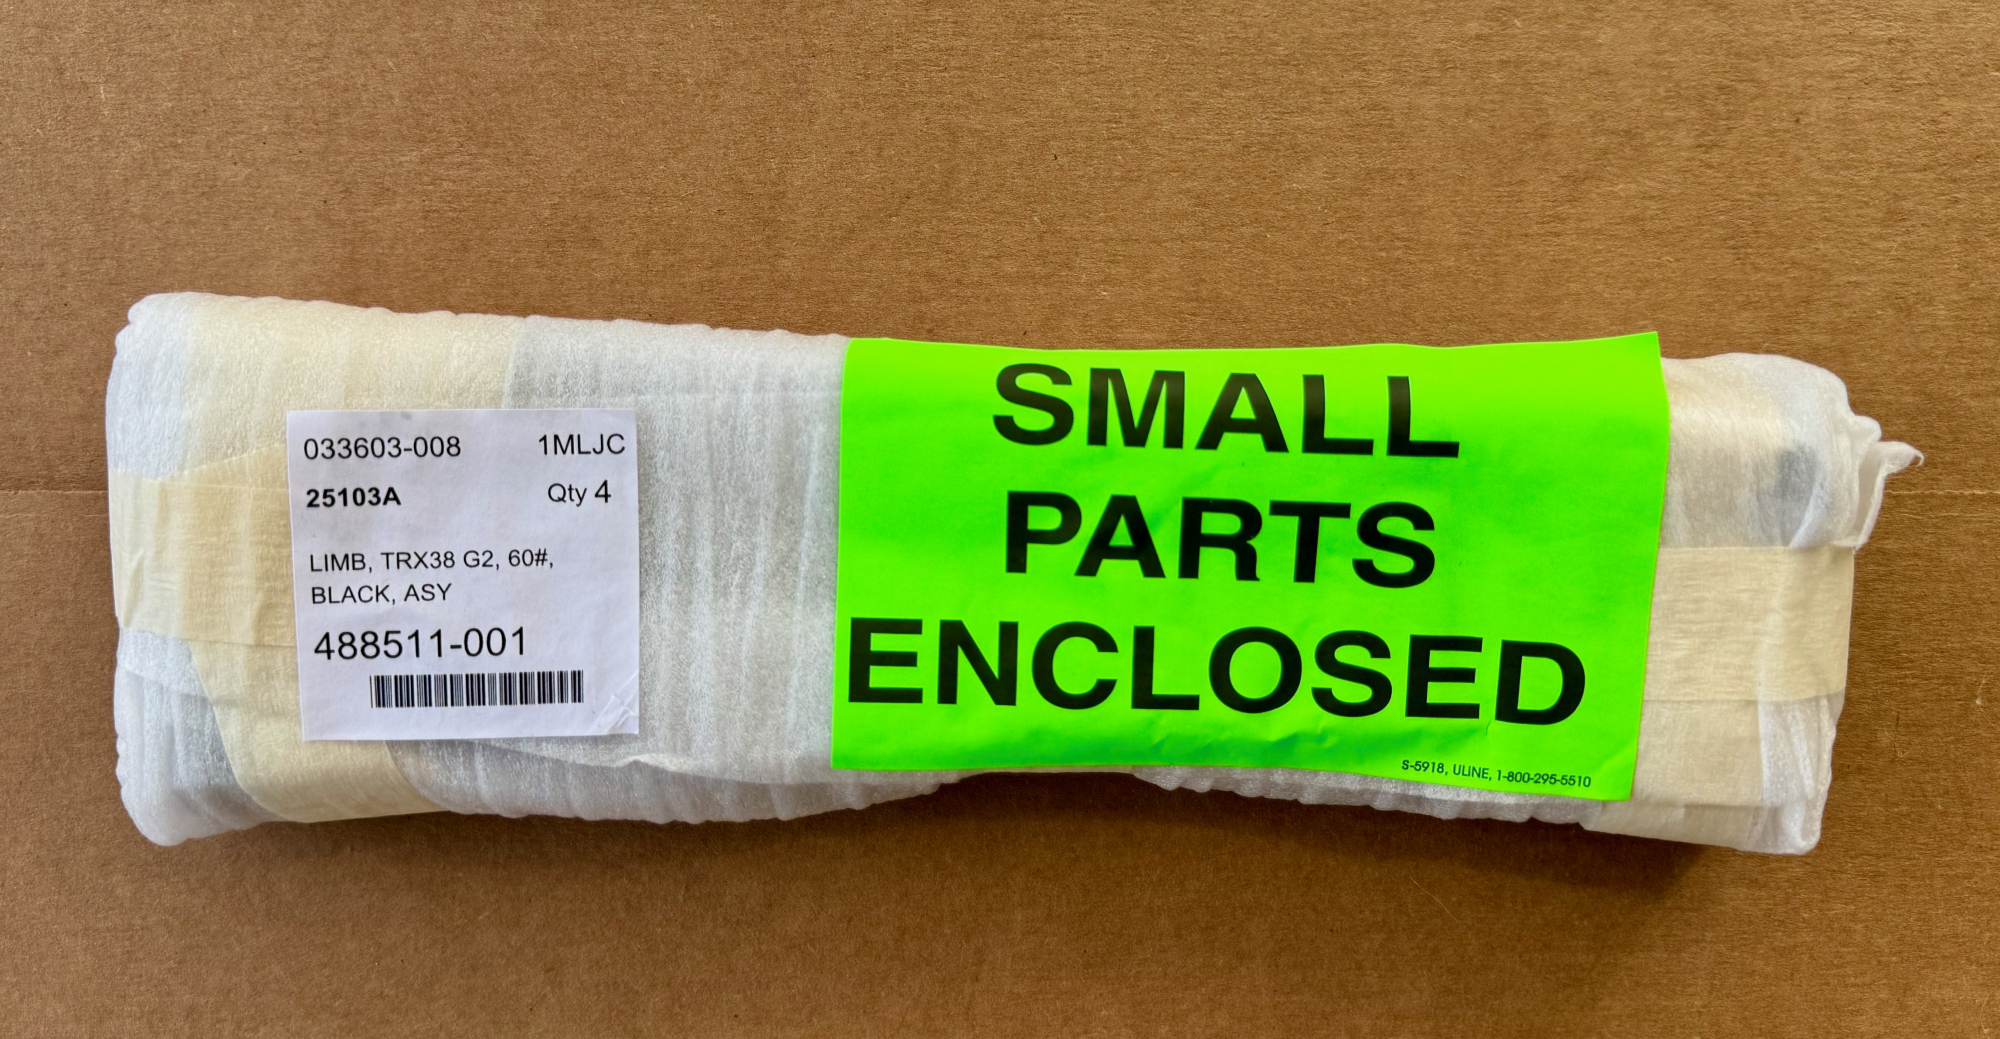 033603-008 1MLJC
25103A Qty 4
LIMB, TRX38 G2, 60#,
BLACK, ASY
488511-001
SMALL
PARTS
ENCLOSED
S-5918, ULINE, 1-800-295-5510